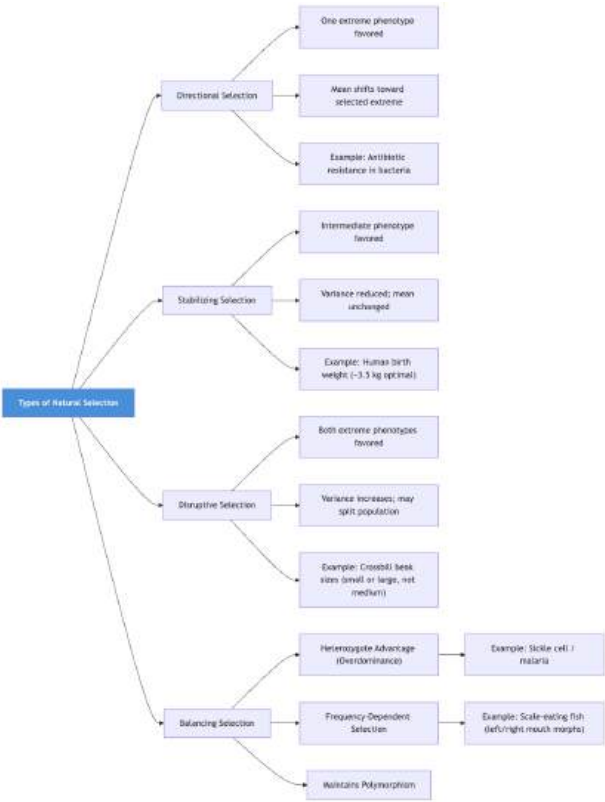 One extreme phenotype
favored
Directional Selection
Mean shifts toward
selected extreme
Example: Antibiotic
resistance in bacteria
Intermediate phenotype
favored
Stabilizing Selection
Variance reduced; mean
unchanged
Example: Human birth
weight (~3.5 kg optimal)
Types of Natural Selection
Both extreme phenotypes
favored
Disruptive Selection
Variance increases; may
split population
Example: Crossbill beak
sizes (small or large, not
medium)
Heterozygote Advantage
(Overdominance)
Example: Sickle cell /
malaria
Balancing Selection
Frequency-Dependent
Selection
Example: Scale-eating fish
(left/right mouth morphs)
Maintains Polymorphism